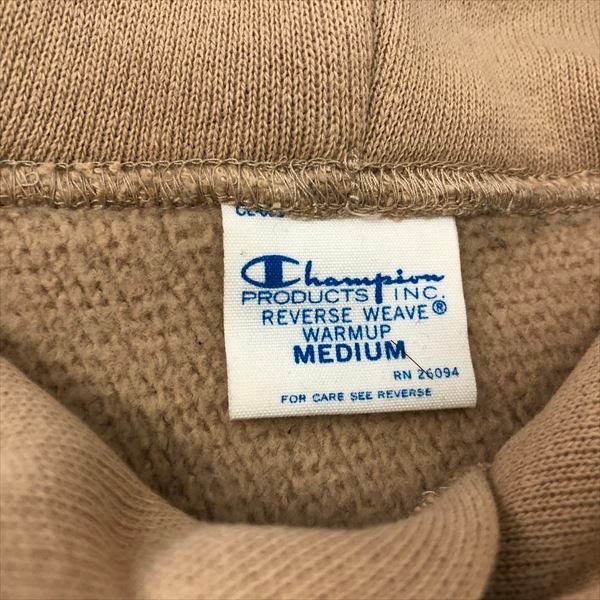 Champion
PRODUCTS INC.
REVERSE WEAVE®
WARMUP
MEDIUM
RN 26094
FOR CARE SEE REVERSE